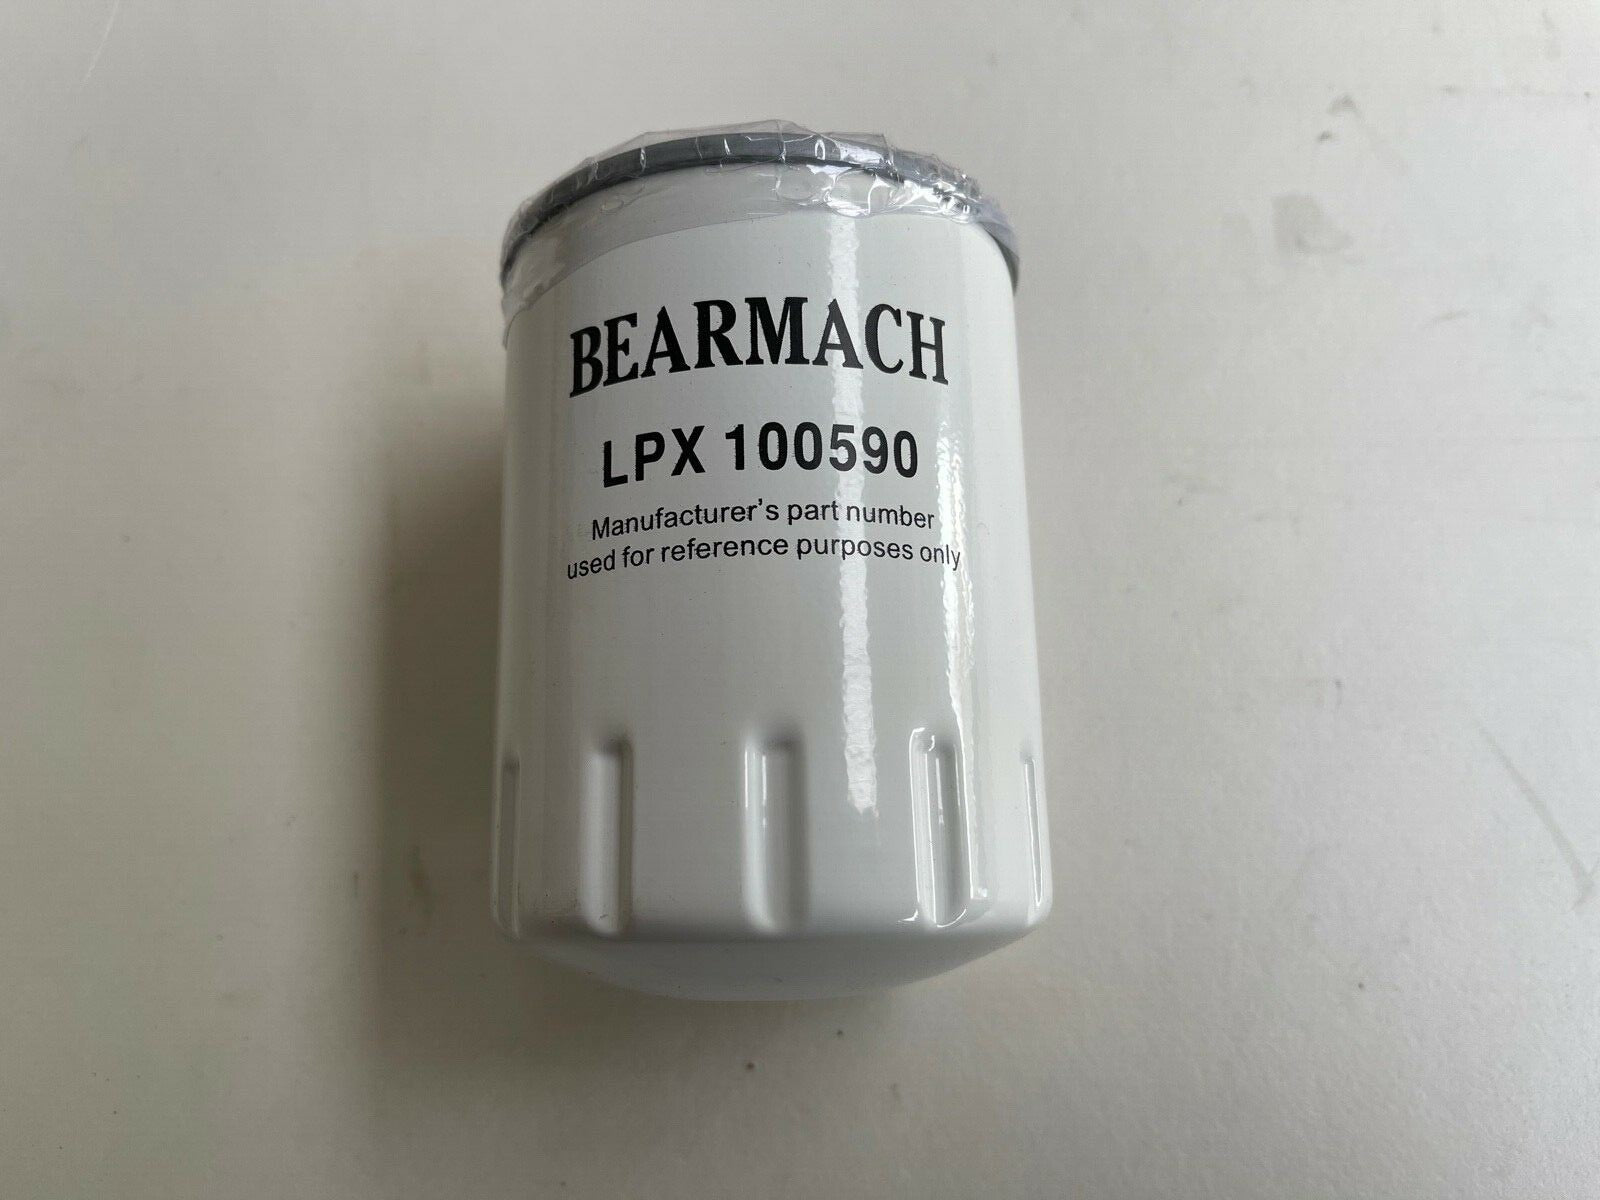 BEARMACH
LPX 100590
Manufacturer's part number
used for reference purposes only